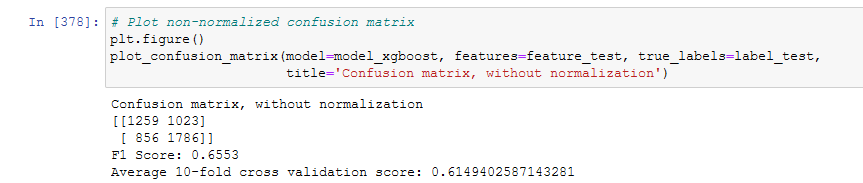 In [378]: # Plot non-normalized confusion matrix
plt.figure()
plot_confusion_matrix(model=model_xgboost, features=feature_test, true_labels=label_test,
title='Confusion matrix, without normalization')
Confusion matrix, without normalization
[[1259 1023]
[ 856 1786]]
F1 Score: 0.6553
Average 10-fold cross validation score: 0.6149402587143281